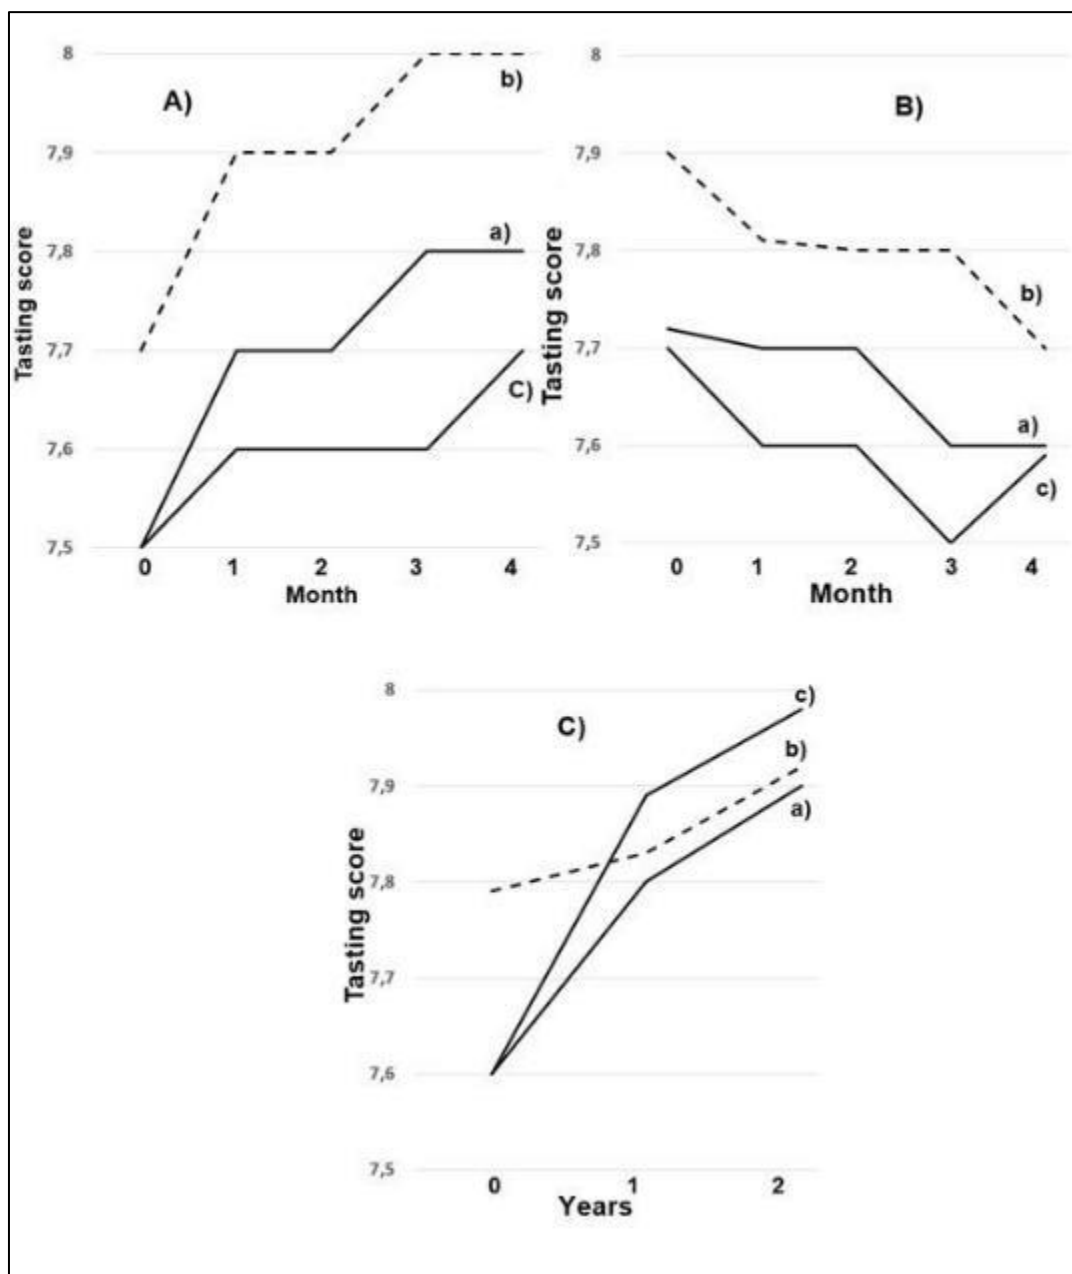 8
A)
b)
7,9
7,8
a)
7,7
C)
7,6
7,5
0 1 2 3 4
Month
Tasting score
8
B)
7,9
7,8
b)
7,7
a)
7,6
c)
7,5
0 1 2 3 4
Month
Tasting score
8
c)
C)
b)
7,9
a)
7,8
7,7
7,6
7,5
0 1 2
Years
Tasting score